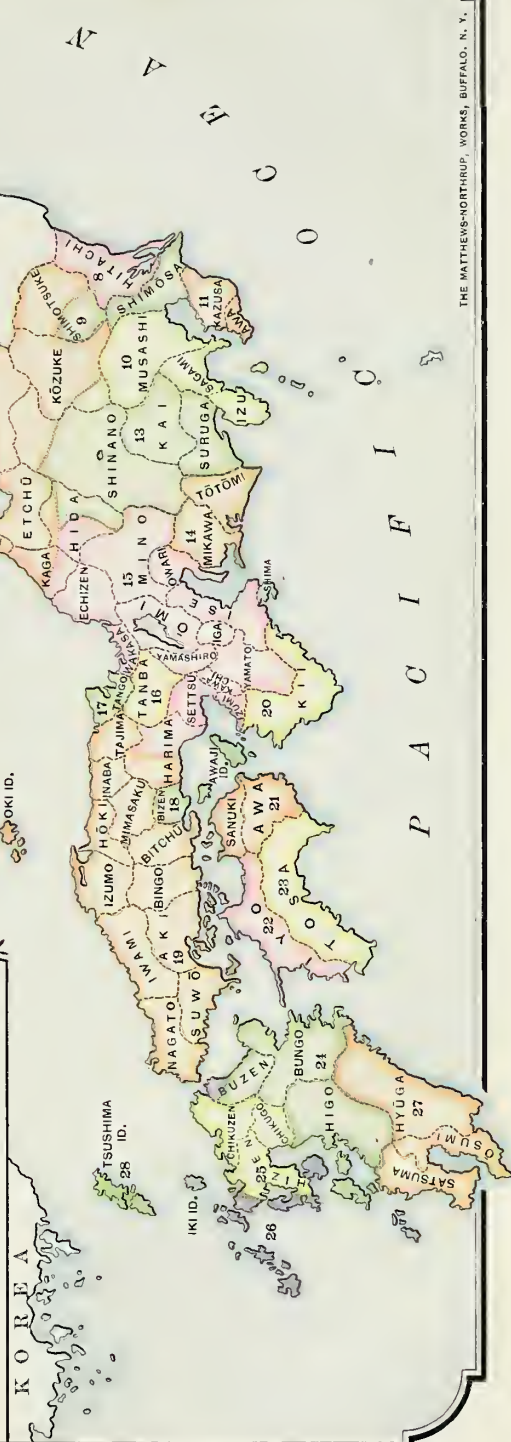 OKI ID.
KOREA
TSUSHIMA
ID.
28
IKI ID.
26
ETCHŪ
KAGA
HIDA
ECHIZEN
SHINANO
KŌZUKE
SHIMOTSUKE
9
HITACHI
8
SHIMŌSA
10
MUSASHI
11
KAZUSA
AWA
SAGAMI
13
KAI
IZU
SURUGA
TŌTŌMI
14
MIKAWA
15
MINO
OWARI
OMI
ISE
SHIMA
IGA
YAMASHIRO
YAMATO
WAKASA
TANGO
17
TANBA
16
TAJIMA
SETTSU
KAWA
CHI
20
KII
HARIMA
INABA
HŌKI
MIMASAKU
BIZEN
18
BITCHŪ
AWAJI
ID.
IZUMO
BINGO
IWAMI
AKI
19
NAGATO
SUWŌ
SANUKI
AWA
21
22
IYO
23
TOSA
BUZEN
CHIKUZEN
CHIKUGO
25
HIZEN
BUNGO
24
HIGO
HYŪGA
27
SATSUMA
ŌSUMI
PACIFIC
OCEAN
THE MATTHEWS-NORTHRUP, WORKS, BUFFALO, N. Y.